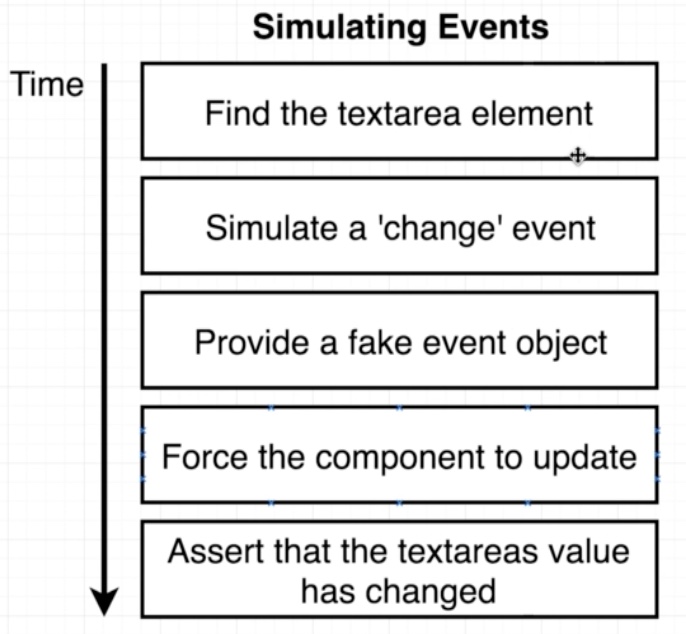 Simulating Events
Time
Find the textarea element
Simulate a 'change' event
Provide a fake event object
Force the component to update
Assert that the textareas value
has changed